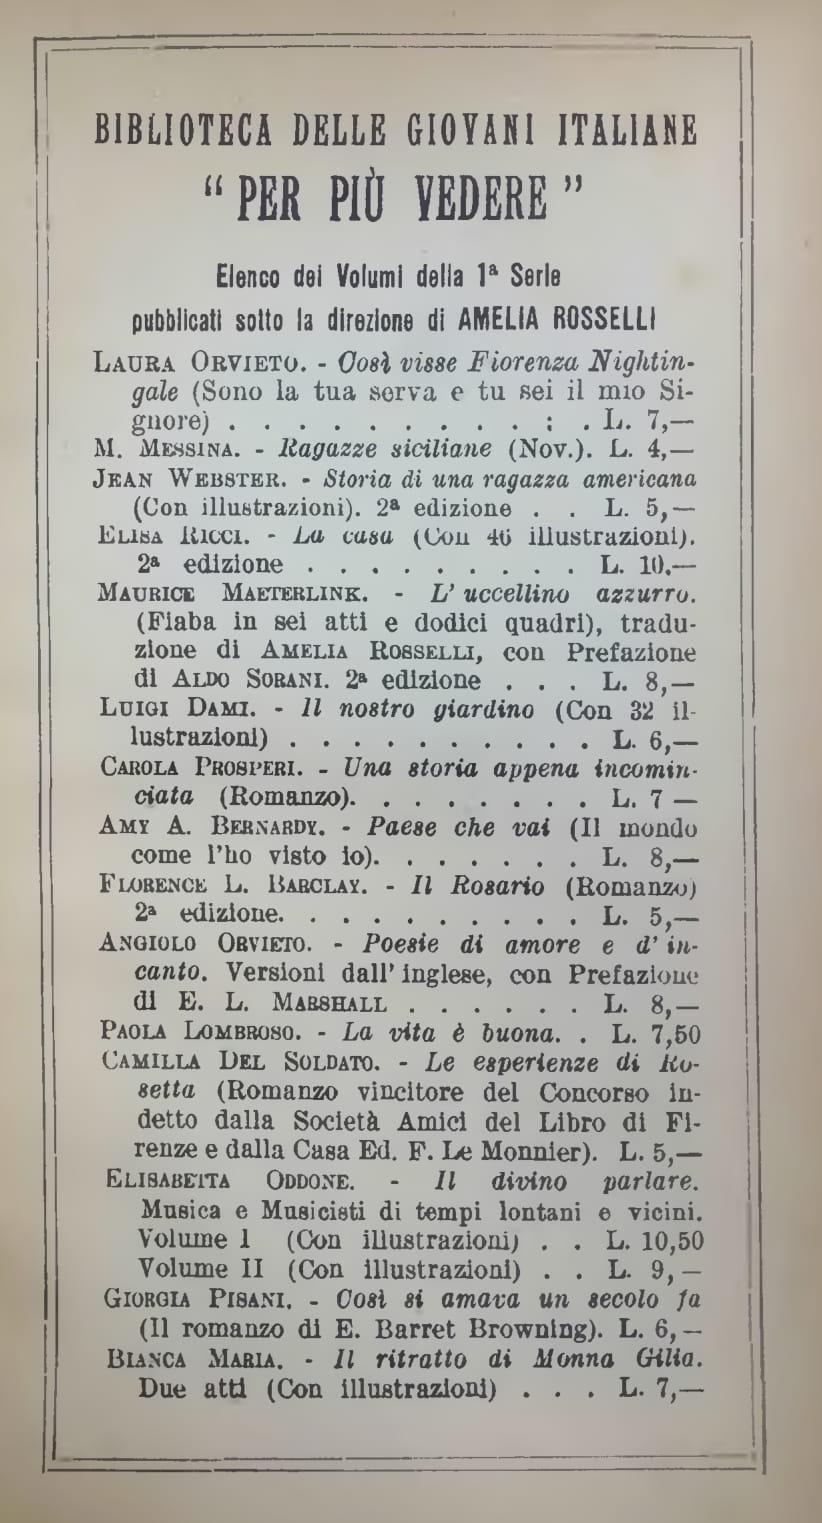 BIBLIOTECA DELLE GIOVANI ITALIANE
“ PER PIÙ VEDERE ”
Elenco dei Volumi della 1ª Serie
pubblicati sotto la direzione di AMELIA ROSSELLI
LAURA ORVIETO. - Così visse Fiorenza Nightin-
gale (Sono la tua serva e tu sei il mio Si-
gnore) . . . . . . . . . . : . L. 7,—
M. MESSINA. - Ragazze siciliane (Nov.). L. 4,—
JEAN WEBSTER. - Storia di una ragazza americana
(Con illustrazioni). 2ª edizione . . L. 5,—
ELISA RICCI. - La casa (Con 46 illustrazioni).
2ª edizione . . . . . . . . . L. 10.—
MAURICE MAETERLINK. - L' uccellino azzurro.
(Fiaba in sei atti e dodici quadri), tradu-
zione di AMELIA ROSSELLI, con Prefazione
di ALDO SORANI. 2ª edizione . . . L. 8,—
LUIGI DAMI. - Il nostro giardino (Con 32 il-
lustrazioni) . . . . . . . . . . L. 6,—
CAROLA PROSPERI. - Una storia appena incomin-
ciata (Romanzo). . . . . . . . L. 7 —
AMY A. BERNARDY. - Paese che vai (Il mondo
come l'ho visto io). . . . . . . L. 8,—
FLORENCE L. BARCLAY. - Il Rosario (Romanzo)
2ª edizione. . . . . . . . . . L. 5,—
ANGIOLO ORVIETO. - Poesie di amore e d' in-
canto. Versioni dall' inglese, con Prefazione
di E. L. MARSHALL . . . . . . L. 8,—
PAOLA LOMBROSO. - La vita è buona. . L. 7,50
CAMILLA DEL SOLDATO. - Le esperienze di Ro-
setta (Romanzo vincitore del Concorso in-
detto dalla Società Amici del Libro di Fi-
renze e dalla Casa Ed. F. Le Monnier). L. 5,—
ELISABETTA ODDONE. - Il divino parlare.
Musica e Musicisti di tempi lontani e vicini.
Volume I (Con illustrazioni) . . L. 10,50
Volume II (Con illustrazioni) . . L. 9, —
GIORGIA PISANI. - Così si amava un secolo fa
(Il romanzo di E. Barret Browning). L. 6, —
BIANCA MARIA. - Il ritratto di Monna Gilia.
Due atti (Con illustrazioni) . . . L. 7,—